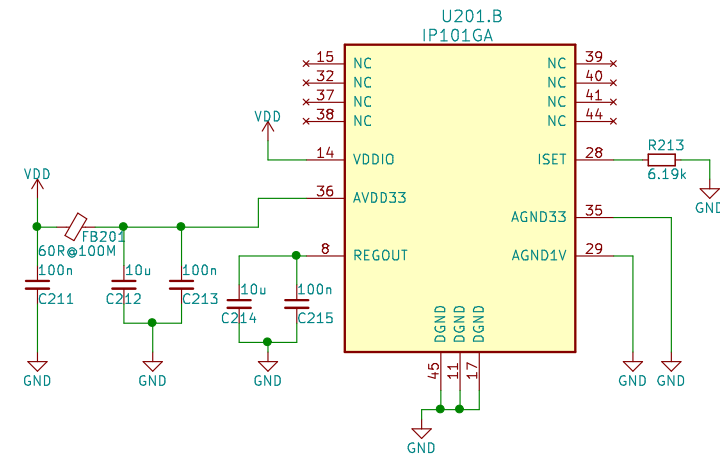 U201.B
IP101GA
15 NC NC 39
32 NC NC 40
37 NC NC 41
38 NC NC 44
VDD
14 VDDIO ISET 28
R213
6.19k
GND
VDD
36 AVDD33
AGND33 35
FB201
60R@100M
8 REGOUT AGND1V 29
100n 10u 100n
C211 C212 C213
10u 100n
C214 C215
DGND DGND DGND
45 11 17
GND GND GND GND GND
GND